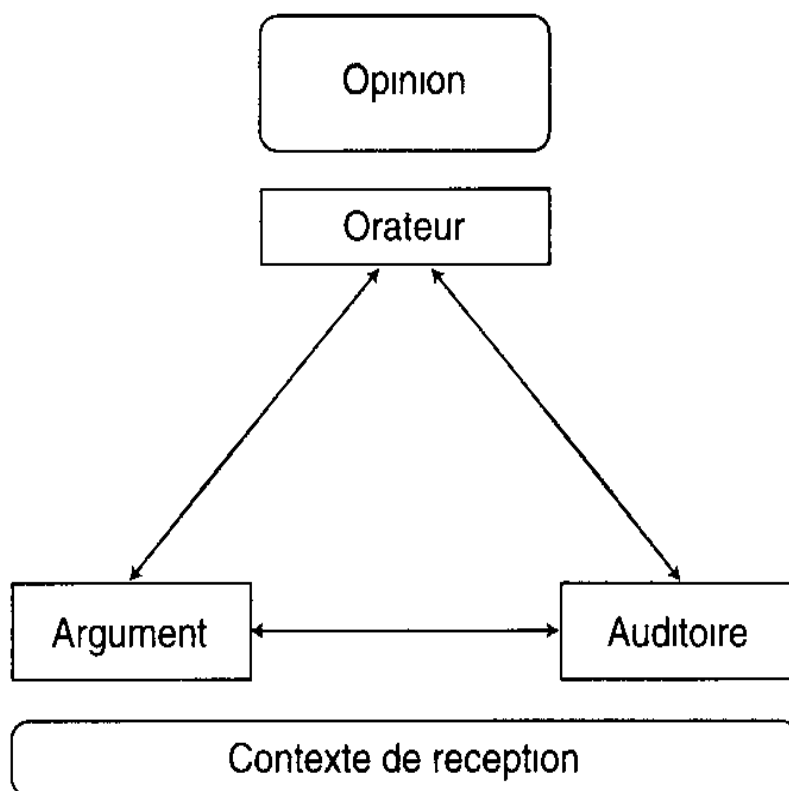 Opinion
Orateur
Argument
Auditoire
Contexte de reception